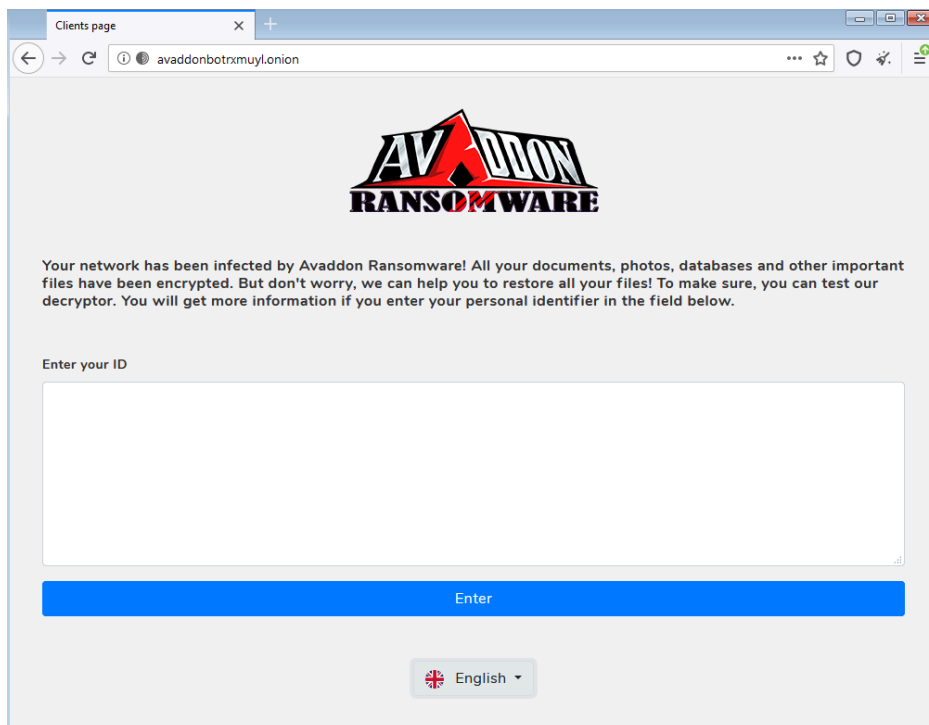 Clients page
avaddonbotrxmuyl.onion
AVADDON
RANSOMWARE
Your network has been infected by Avaddon Ransomware! All your documents, photos, databases and other important
files have been encrypted. But don't worry, we can help you to restore all your files! To make sure, you can test our
decryptor. You will get more information if you enter your personal identifier in the field below.
Enter your ID
Enter
English